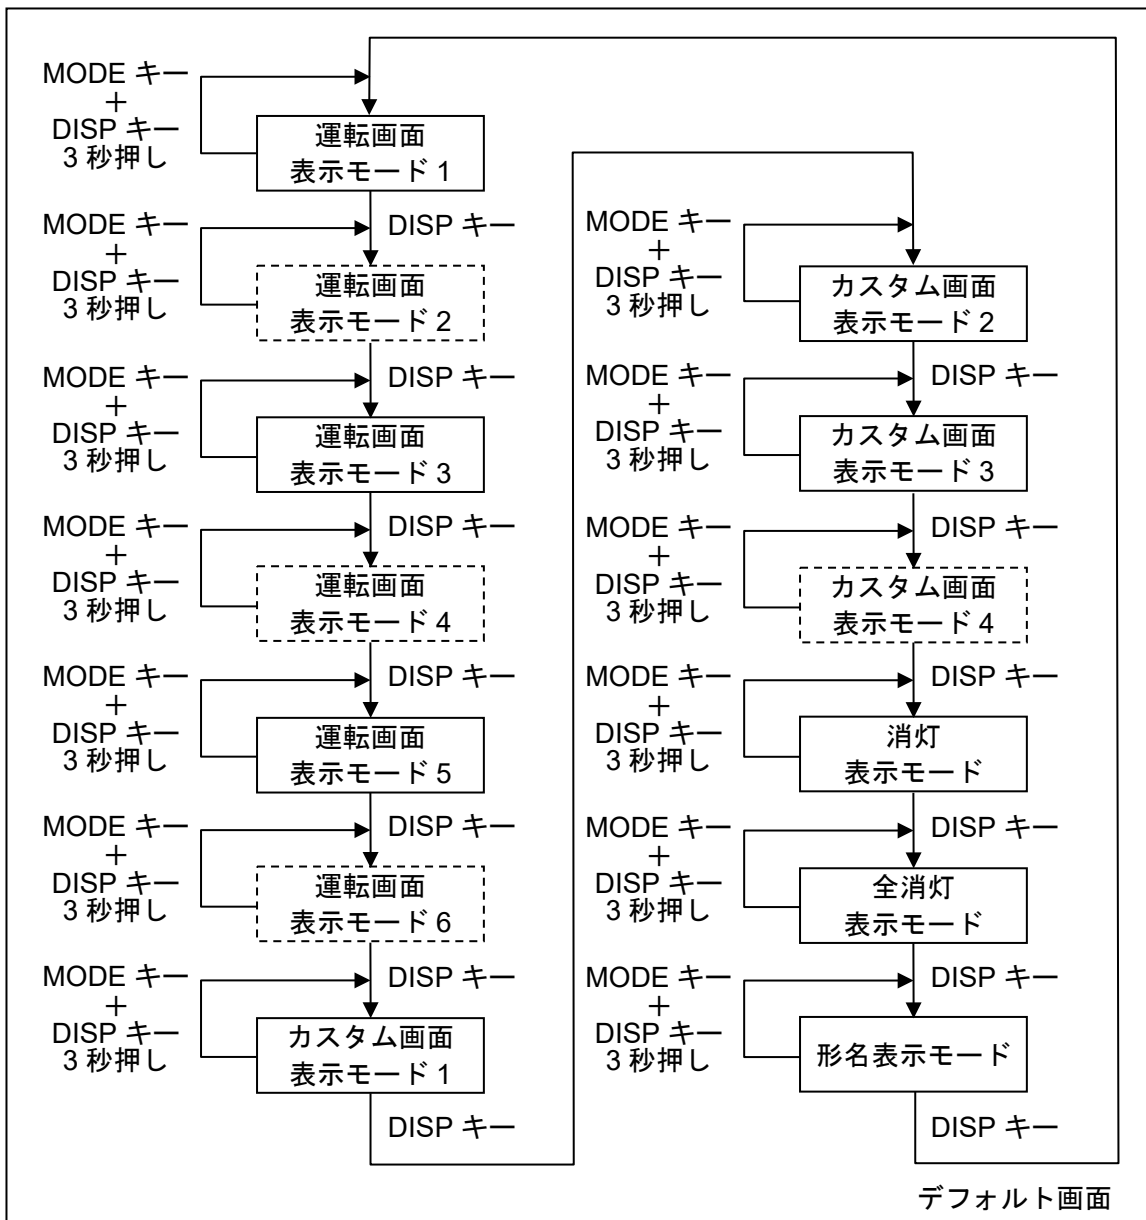 MODE キー
＋
DISP キー
3 秒押し
運転画面
表示モード 1
DISP キー
MODE キー
＋
DISP キー
3 秒押し
運転画面
表示モード 2
DISP キー
MODE キー
＋
DISP キー
3 秒押し
運転画面
表示モード 3
DISP キー
MODE キー
＋
DISP キー
3 秒押し
運転画面
表示モード 4
DISP キー
MODE キー
＋
DISP キー
3 秒押し
運転画面
表示モード 5
DISP キー
MODE キー
＋
DISP キー
3 秒押し
運転画面
表示モード 6
DISP キー
MODE キー
＋
DISP キー
3 秒押し
カスタム画面
表示モード 1
DISP キー
MODE キー
＋
DISP キー
3 秒押し
カスタム画面
表示モード 2
DISP キー
MODE キー
＋
DISP キー
3 秒押し
カスタム画面
表示モード 3
DISP キー
MODE キー
＋
DISP キー
3 秒押し
カスタム画面
表示モード 4
DISP キー
MODE キー
＋
DISP キー
3 秒押し
消灯
表示モード
DISP キー
MODE キー
＋
DISP キー
3 秒押し
全消灯
表示モード
DISP キー
MODE キー
＋
DISP キー
3 秒押し
形名表示モード
DISP キー
デフォルト画面